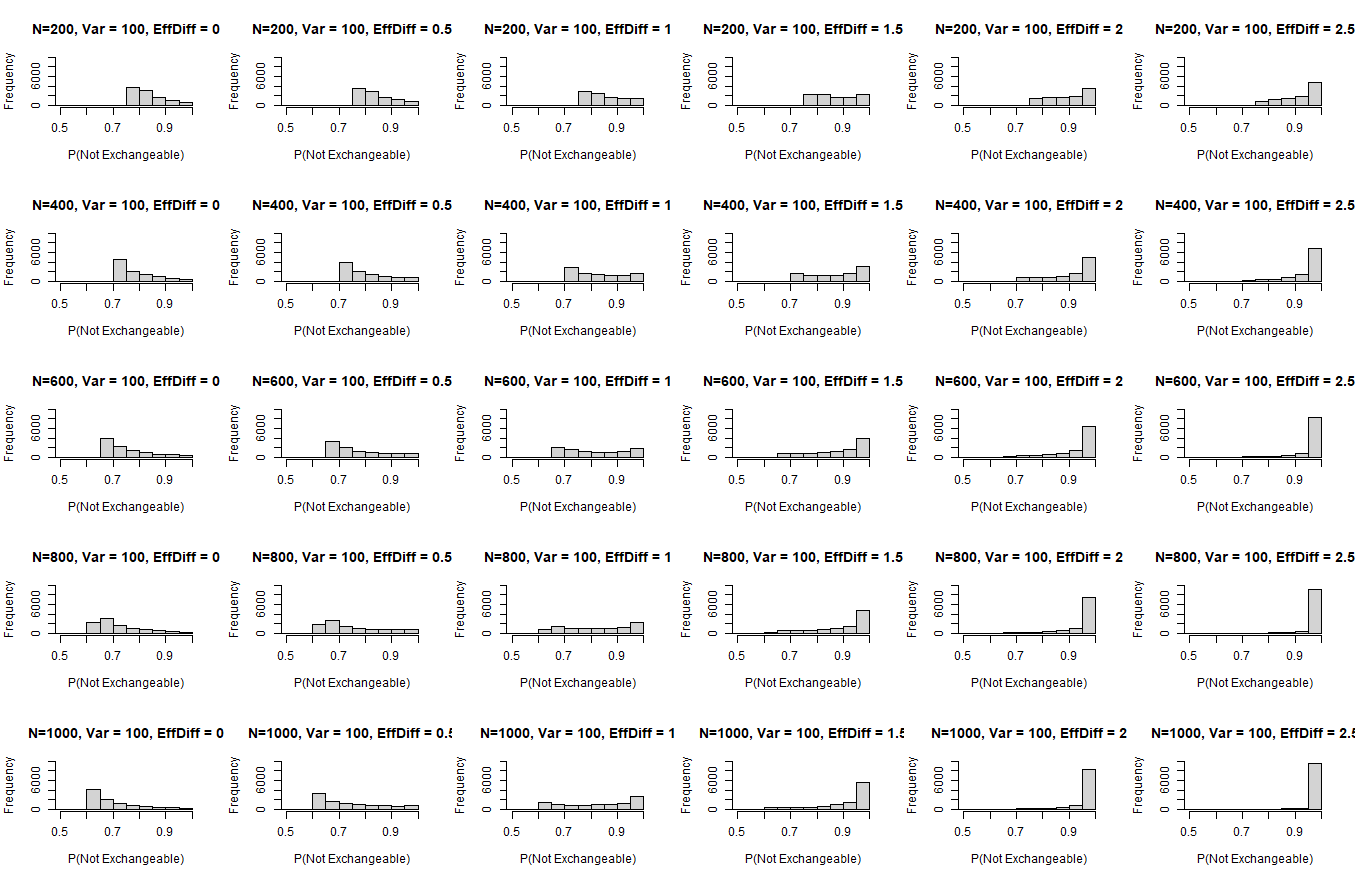 N=200, Var = 100, EffDiff = 0
Frequency
6000
0
0.5 0.7 0.9
P(Not Exchangeable)
N=200, Var = 100, EffDiff = 0.5
Frequency
6000
0
0.5 0.7 0.9
P(Not Exchangeable)
N=200, Var = 100, EffDiff = 1
Frequency
6000
0
0.5 0.7 0.9
P(Not Exchangeable)
N=200, Var = 100, EffDiff = 1.5
Frequency
6000
0
0.5 0.7 0.9
P(Not Exchangeable)
N=200, Var = 100, EffDiff = 2
Frequency
6000
0
0.5 0.7 0.9
P(Not Exchangeable)
N=200, Var = 100, EffDiff = 2.5
Frequency
6000
0
0.5 0.7 0.9
P(Not Exchangeable)
N=400, Var = 100, EffDiff = 0
Frequency
6000
0
0.5 0.7 0.9
P(Not Exchangeable)
N=400, Var = 100, EffDiff = 0.5
Frequency
6000
0
0.5 0.7 0.9
P(Not Exchangeable)
N=400, Var = 100, EffDiff = 1
Frequency
6000
0
0.5 0.7 0.9
P(Not Exchangeable)
N=400, Var = 100, EffDiff = 1.5
Frequency
6000
0
0.5 0.7 0.9
P(Not Exchangeable)
N=400, Var = 100, EffDiff = 2
Frequency
6000
0
0.5 0.7 0.9
P(Not Exchangeable)
N=400, Var = 100, EffDiff = 2.5
Frequency
6000
0
0.5 0.7 0.9
P(Not Exchangeable)
N=600, Var = 100, EffDiff = 0
Frequency
6000
0
0.5 0.7 0.9
P(Not Exchangeable)
N=600, Var = 100, EffDiff = 0.5
Frequency
6000
0
0.5 0.7 0.9
P(Not Exchangeable)
N=600, Var = 100, EffDiff = 1
Frequency
6000
0
0.5 0.7 0.9
P(Not Exchangeable)
N=600, Var = 100, EffDiff = 1.5
Frequency
6000
0
0.5 0.7 0.9
P(Not Exchangeable)
N=600, Var = 100, EffDiff = 2
Frequency
6000
0
0.5 0.7 0.9
P(Not Exchangeable)
N=600, Var = 100, EffDiff = 2.5
Frequency
6000
0
0.5 0.7 0.9
P(Not Exchangeable)
N=800, Var = 100, EffDiff = 0
Frequency
6000
0
0.5 0.7 0.9
P(Not Exchangeable)
N=800, Var = 100, EffDiff = 0.5
Frequency
6000
0
0.5 0.7 0.9
P(Not Exchangeable)
N=800, Var = 100, EffDiff = 1
Frequency
6000
0
0.5 0.7 0.9
P(Not Exchangeable)
N=800, Var = 100, EffDiff = 1.5
Frequency
6000
0
0.5 0.7 0.9
P(Not Exchangeable)
N=800, Var = 100, EffDiff = 2
Frequency
6000
0
0.5 0.7 0.9
P(Not Exchangeable)
N=800, Var = 100, EffDiff = 2.5
Frequency
6000
0
0.5 0.7 0.9
P(Not Exchangeable)
N=1000, Var = 100, EffDiff = 0
Frequency
6000
0
0.5 0.7 0.9
P(Not Exchangeable)
N=1000, Var = 100, EffDiff = 0.5
Frequency
6000
0
0.5 0.7 0.9
P(Not Exchangeable)
N=1000, Var = 100, EffDiff = 1
Frequency
6000
0
0.5 0.7 0.9
P(Not Exchangeable)
N=1000, Var = 100, EffDiff = 1.5
Frequency
6000
0
0.5 0.7 0.9
P(Not Exchangeable)
N=1000, Var = 100, EffDiff = 2
Frequency
6000
0
0.5 0.7 0.9
P(Not Exchangeable)
N=1000, Var = 100, EffDiff = 2.5
Frequency
6000
0
0.5 0.7 0.9
P(Not Exchangeable)